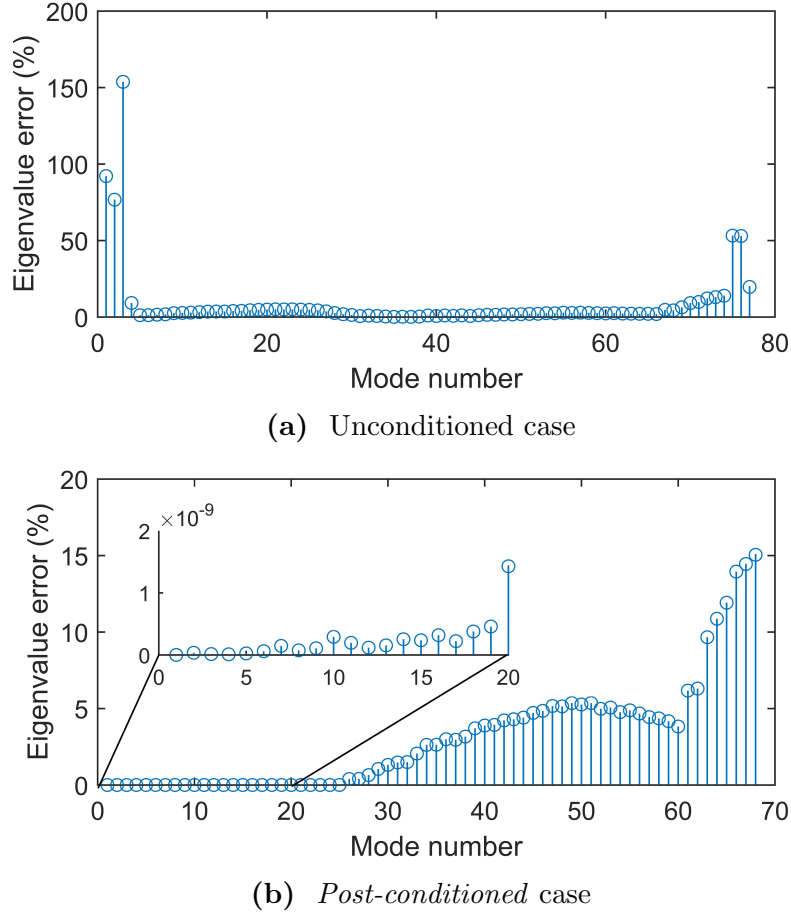 200
150
100
50
0
Eigenvalue error (%)
0 20 40 60 80
Mode number
(a) Unconditioned case
20
15
10
5
0
Eigenvalue error (%)
×10-9
2
1
0
0 5 10 15 20
0 10 20 30 40 50 60 70
Mode number
(b) Post-conditioned case